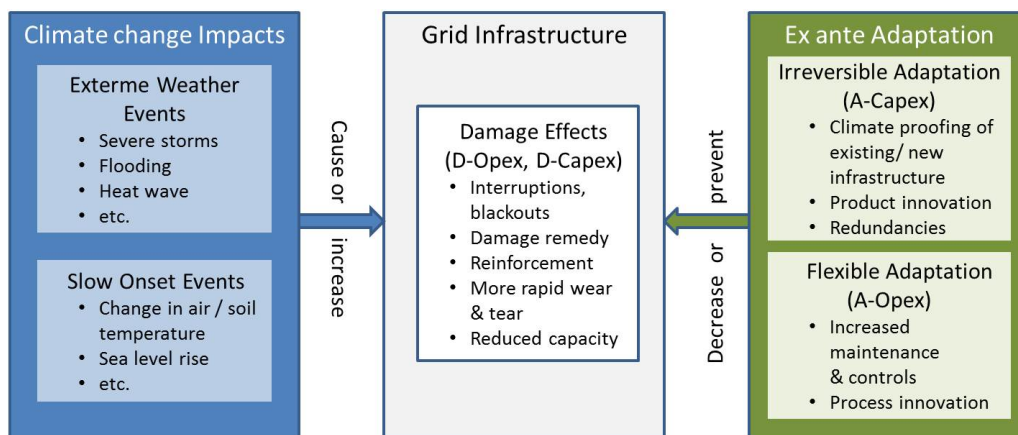 Climate change Impacts
Exterme Weather
Events
• Severe storms
• Flooding
• Heat wave
• etc.
Slow Onset Events
• Change in air / soil
temperature
• Sea level rise
• etc.
Cause or
increase
Grid Infrastructure
Damage Effects
(D-Opex, D-Capex)
• Interruptions,
blackouts
• Damage remedy
• Reinforcement
• More rapid wear
& tear
• Reduced capacity
Decrease or
prevent
Ex ante Adaptation
Irreversible Adaptation
(A-Capex)
• Climate proofing of
existing/ new
infrastructure
• Product innovation
• Redundancies
Flexible Adaptation
(A-Opex)
• Increased
maintenance
& controls
• Process innovation